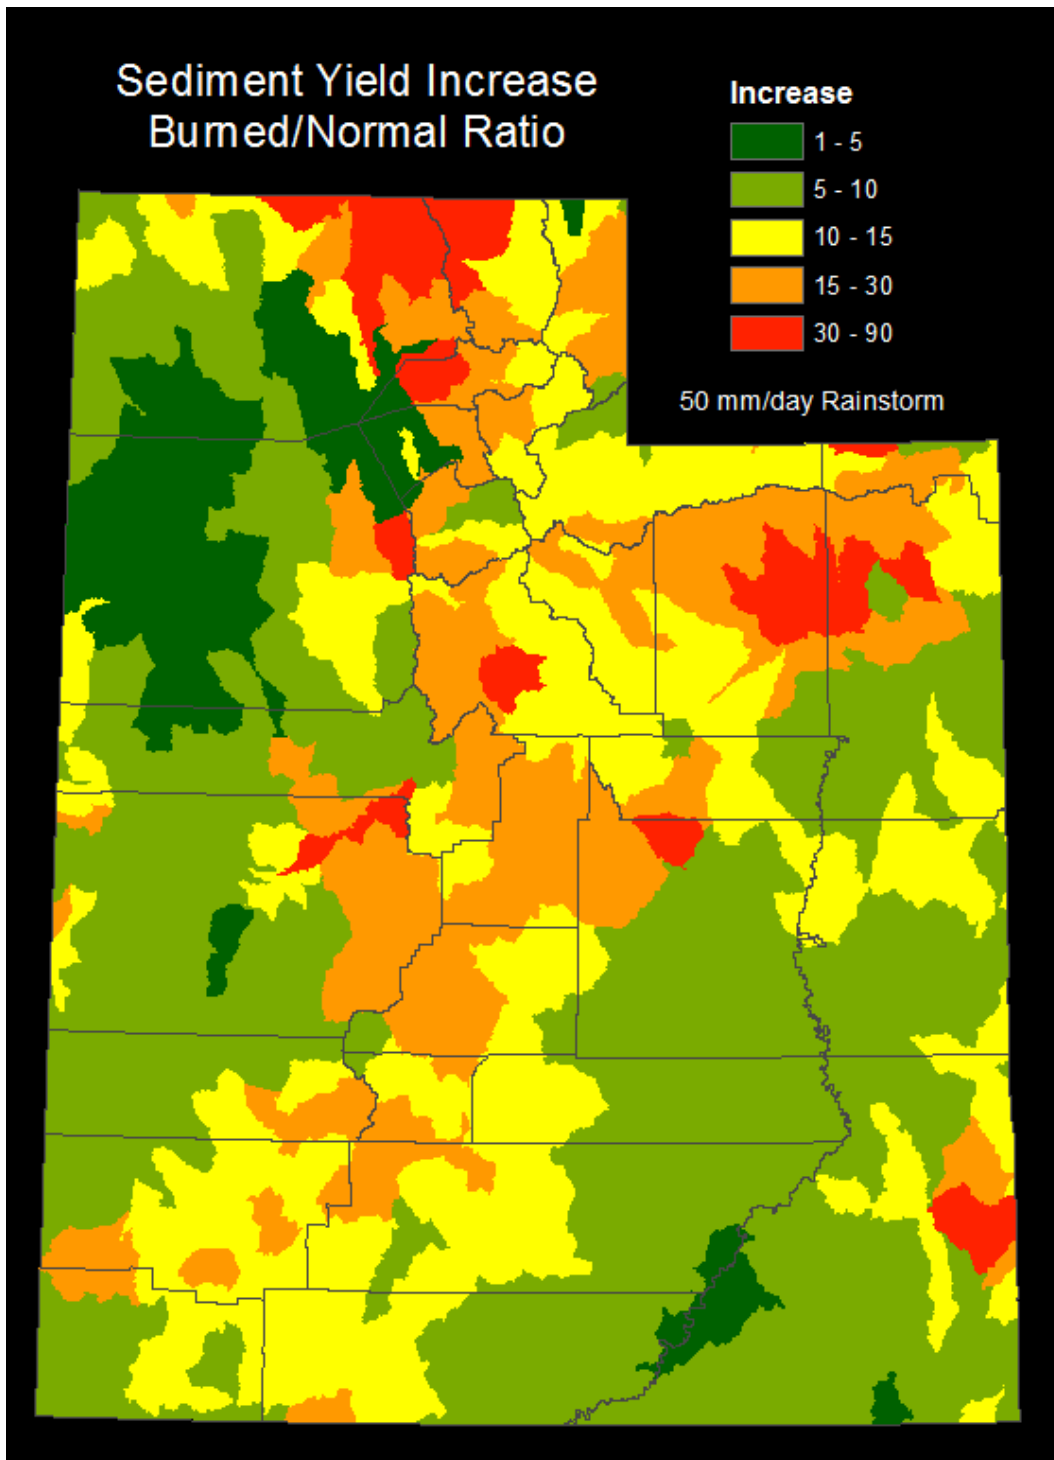 Sediment Yield Increase
Burned/Normal Ratio
Increase
1 - 5
5 - 10
10 - 15
15 - 30
30 - 90
50 mm/day Rainstorm